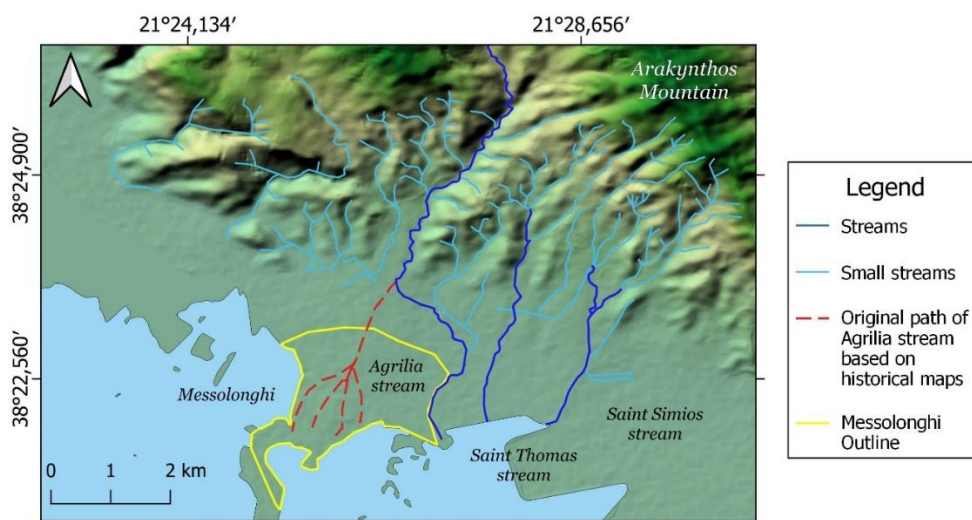 21°24,134′
21°28,656′
Arakynthos
Mountain
38°24,900′
38°22,560′
Messolonghi
Agrilia
stream
Saint Thomas
stream
Saint Simios
stream
0 1 2 km
Legend
Streams
Small streams
Original path of
Agrilia stream
based on
historical maps
Messolonghi
Outline